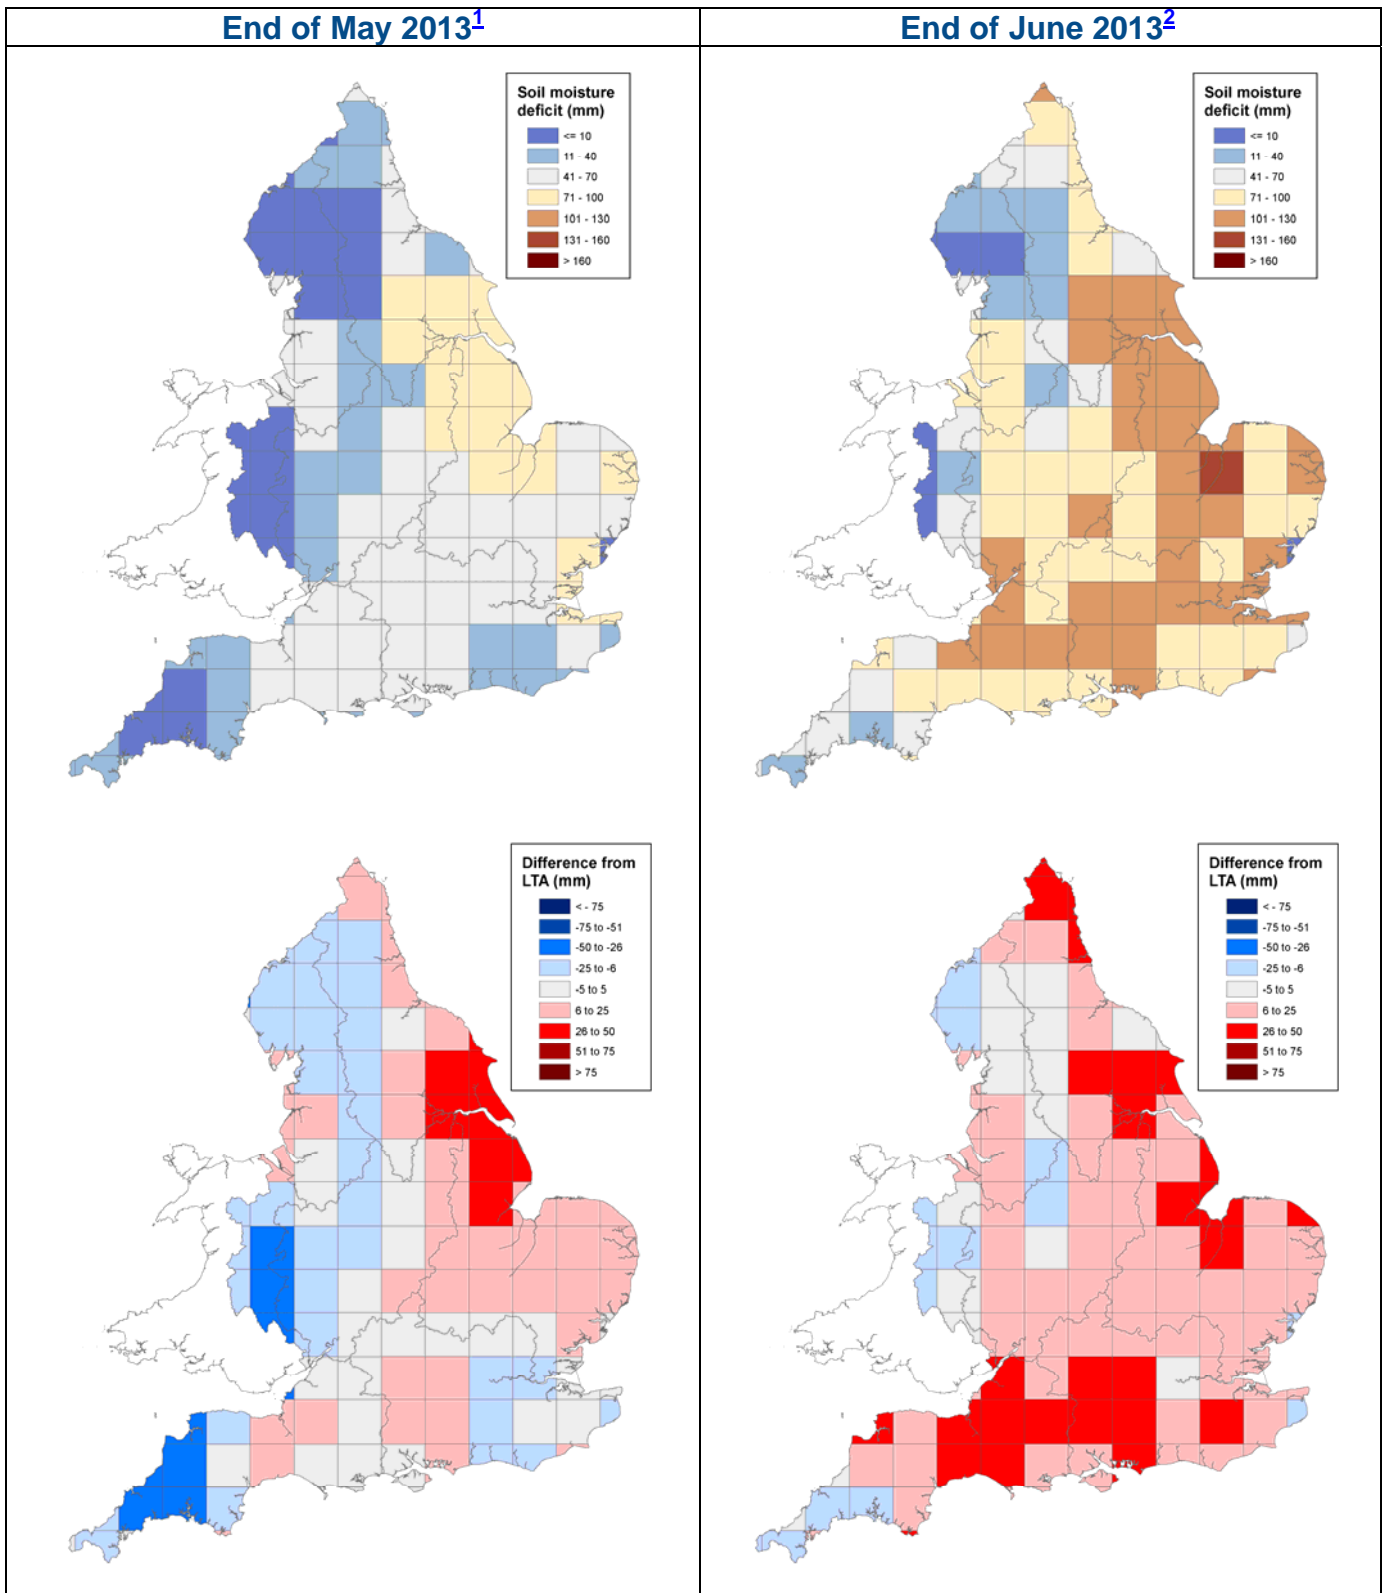 End of May 2013¹
End of June 2013²
Soil moisture
deficit (mm)
<= 10
11 - 40
41 - 70
71 - 100
101 - 130
131 - 160
> 160
Soil moisture
deficit (mm)
<= 10
11 - 40
41 - 70
71 - 100
101 - 130
131 - 160
> 160
Difference from
LTA (mm)
< - 75
-75 to -51
-50 to -26
-25 to -6
-5 to 5
6 to 25
26 to 50
51 to 75
> 75
Difference from
LTA (mm)
< - 75
-75 to -51
-50 to -26
-25 to -6
-5 to 5
6 to 25
26 to 50
51 to 75
> 75